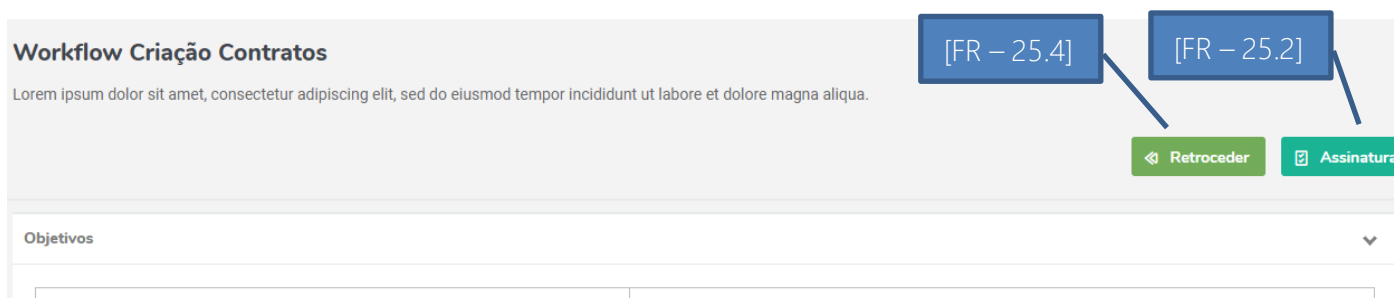 Workflow Criação Contratos
[FR – 25.4]
[FR – 25.2]
Lorem ipsum dolor sit amet, consectetur adipiscing elit, sed do eiusmod tempor incididunt ut labore et dolore magna aliqua.
Retroceder
Assinatura
Objetivos